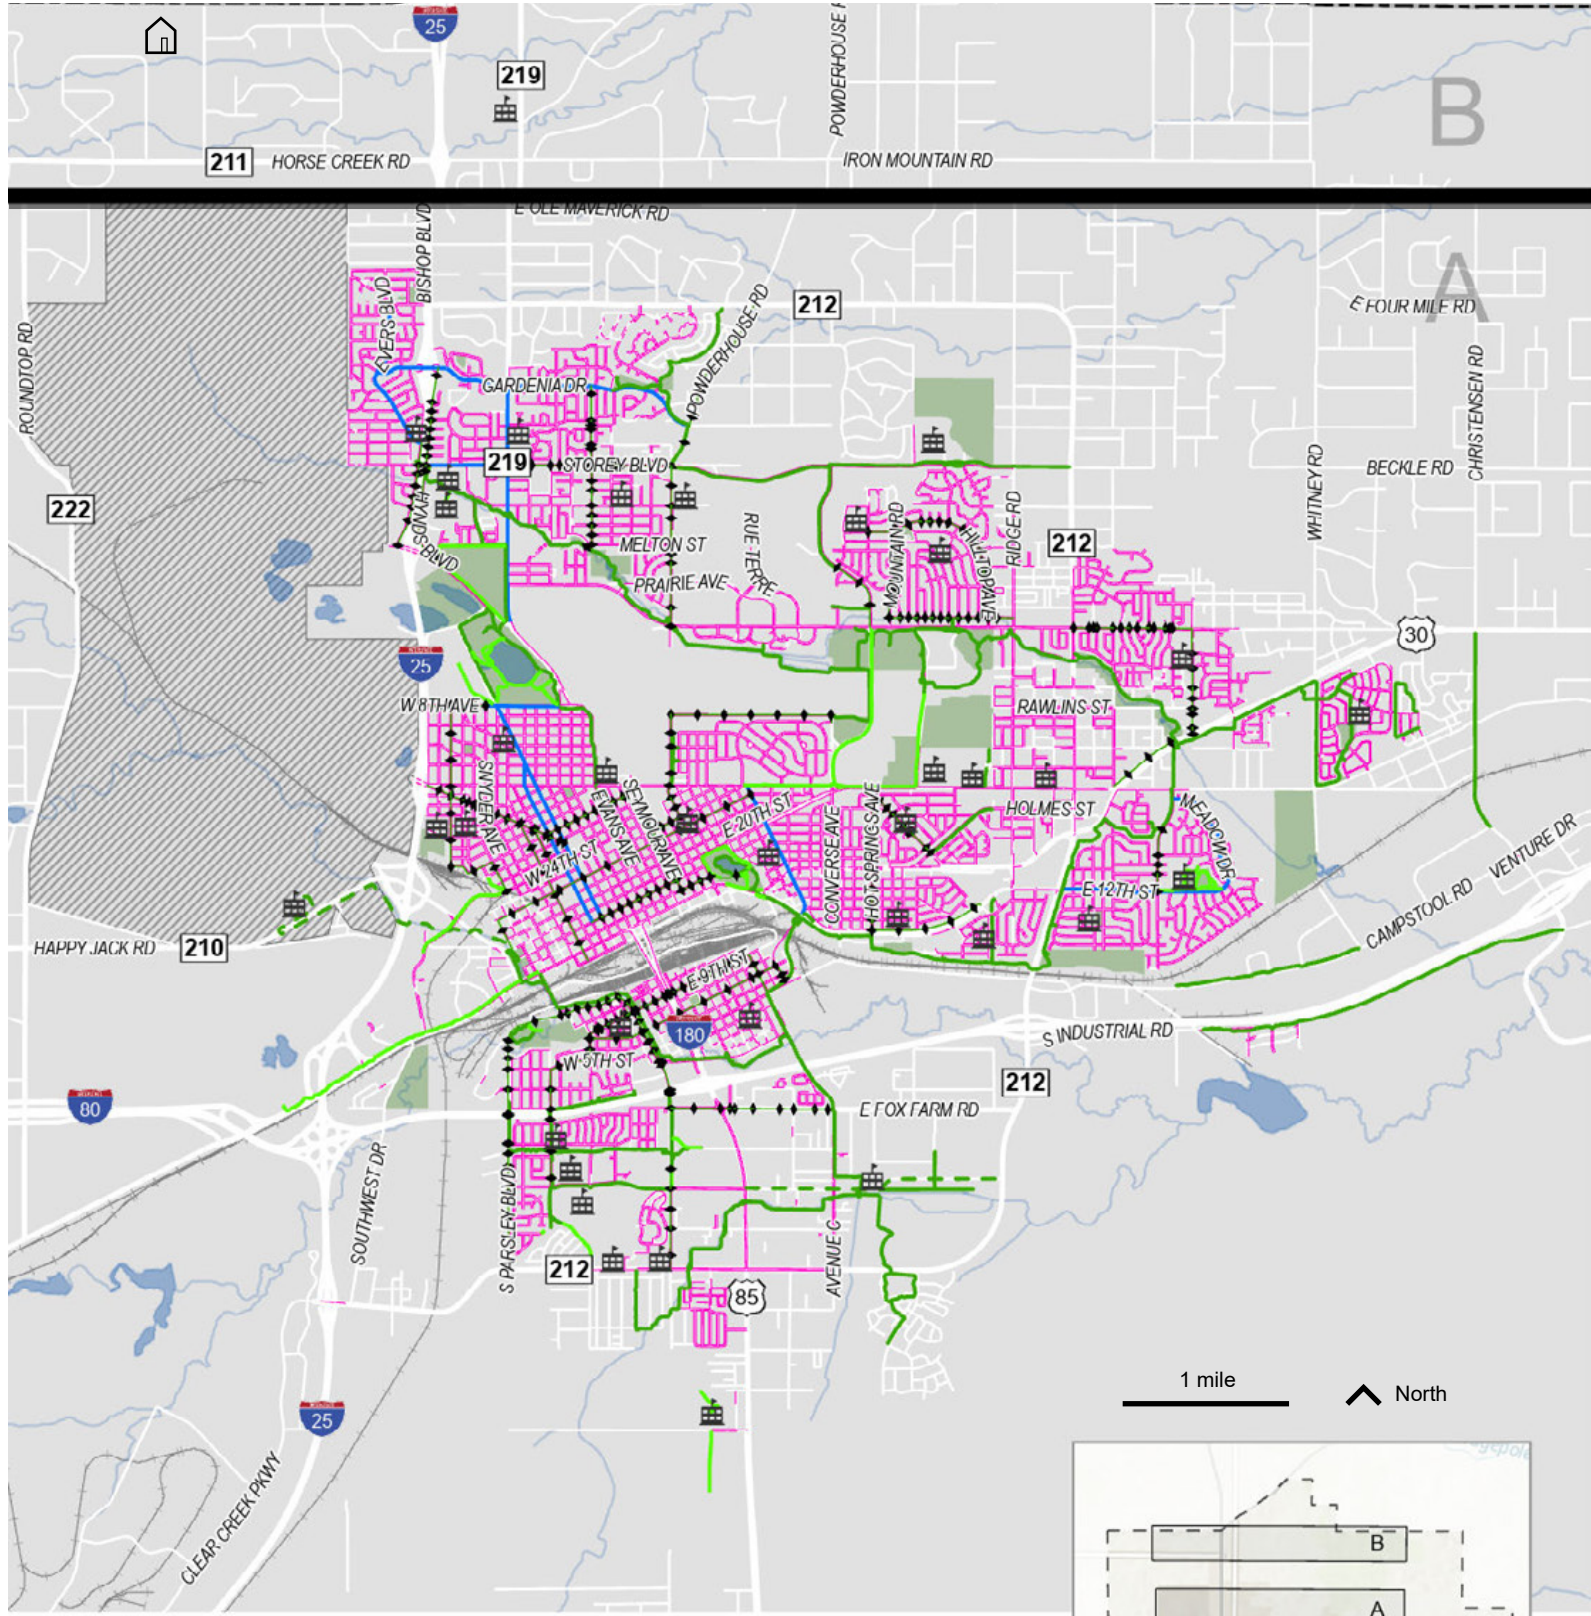 25
219
POWDERHOUSE
B
211
HORSE CREEK RD
IRON MOUNTAIN RD
E OLE MAVERICK RD
BISHOP BLVD
A
EVERS BLVD
POWDERHOUSE RD
212
E FOUR MILE RD
ROUNDTOP RD
GARDENIA DR
CHRISTENSEN RD
219
STOREY BLVD
WHITNEY RD
BECKLE RD
222
HYNDS BLVD
MELTON ST
RUE TERRE
MOUNTAIN RD
HILLTOP AVE
RIDGE RD
212
PRAIRIE AVE
30
25
W 8TH AVE
RAWLINS ST
SNYDER AVE
EVANS AVE
SEYMOUR AVE
E 20TH ST
CONVERSE AVE
HOT SPRINGS AVE
HOLMES ST
MEADOW DR
VENTURE DR
W 24TH ST
E 12TH ST
CAMPSTOOL RD
HAPPY JACK RD
210
E 9TH ST
180
S INDUSTRIAL RD
W 5TH ST
212
80
E FOX FARM RD
SOUTHWEST DR
S PARSLEY BLVD
AVENUE C
212
85
1 mile
North
25
CLEAR CREEK PKWY
B
A